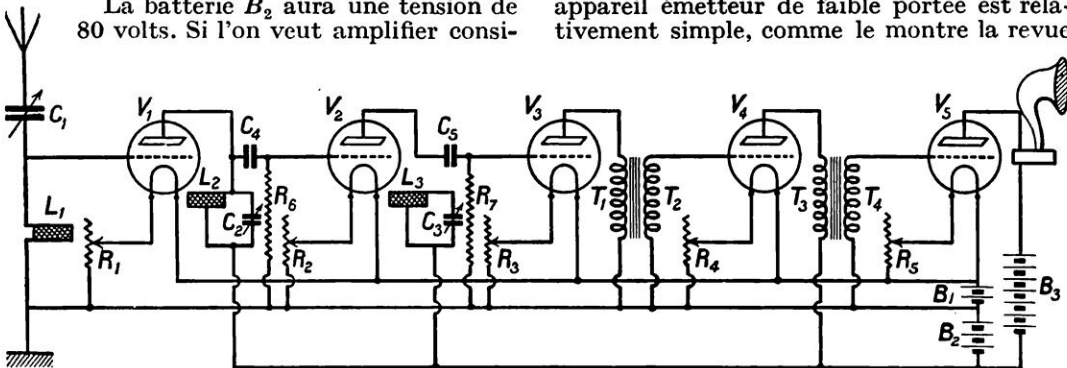 La batterie B₂ aura une tension de
80 volts. Si l'on veut amplifier consi-
appareil émetteur de faible portée est rela-
tivement simple, comme le montre la revue
C₁
V₁
C₄
V₂
C₅
V₃
V₄
V₅
L₁
L₂
R₆
L₃
R₇
T₁
T₂
T₃
T₄
R₁
C₂
R₂
C₃
R₃
R₄
R₅
B₁
B₂
B₃